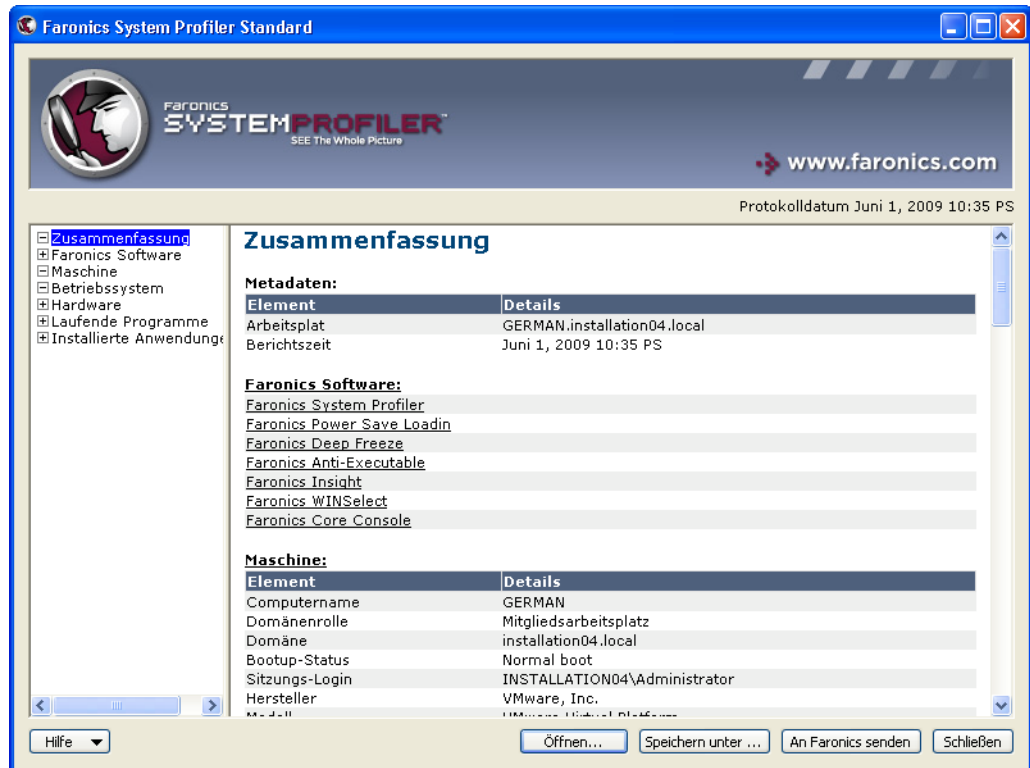 Faronics System Profiler Standard
Faronics
SYSTEMPROFILER™
SEE The Whole Picture
www.faronics.com
Protokolldatum Juni 1, 2009 10:35 PS
Zusammenfassung
Faronics Software
Maschine
Betriebssystem
Hardware
Laufende Programme
Installierte Anwendunge
Zusammenfassung
Metadaten:
Element Details
Arbeitsplat GERMAN.installation04.local
Berichtszeit Juni 1, 2009 10:35 PS
Faronics Software:
Faronics System Profiler
Faronics Power Save Loadin
Faronics Deep Freeze
Faronics Anti-Executable
Faronics Insight
Faronics WINSelect
Faronics Core Console
Maschine:
Element Details
Computername GERMAN
Domänenrolle Mitgliedsarbeitsplatz
Domäne installation04.local
Bootup-Status Normal boot
Sitzungs-Login INSTALLATION04\Administrator
Hersteller VMware, Inc.
Modell VMware Virtual Platform
Hilfe
Öffnen...
Speichern unter ...
An Faronics senden
Schließen